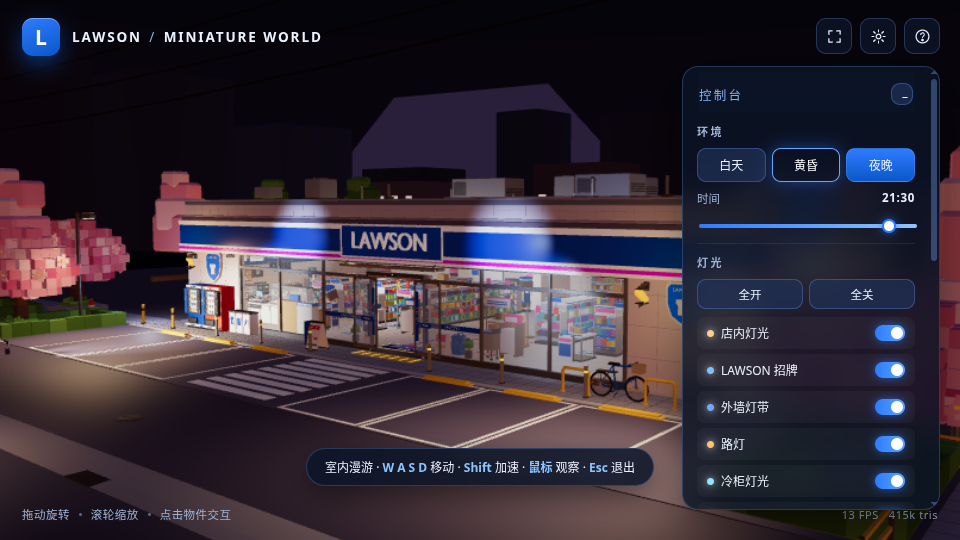 L LAWSON / MINIATURE WORLD
控制台
环境
白天 黄昏 夜晚
时间 21:30
灯光
全开 全关
店内灯光
LAWSON 招牌
外墙灯带
路灯
冷柜灯光
LAWSON
室内漫游 · W A S D 移动 · Shift 加速 · 鼠标 观察 · Esc 退出
拖动旋转 • 滚轮缩放 • 点击物件交互
13 FPS 415k tris